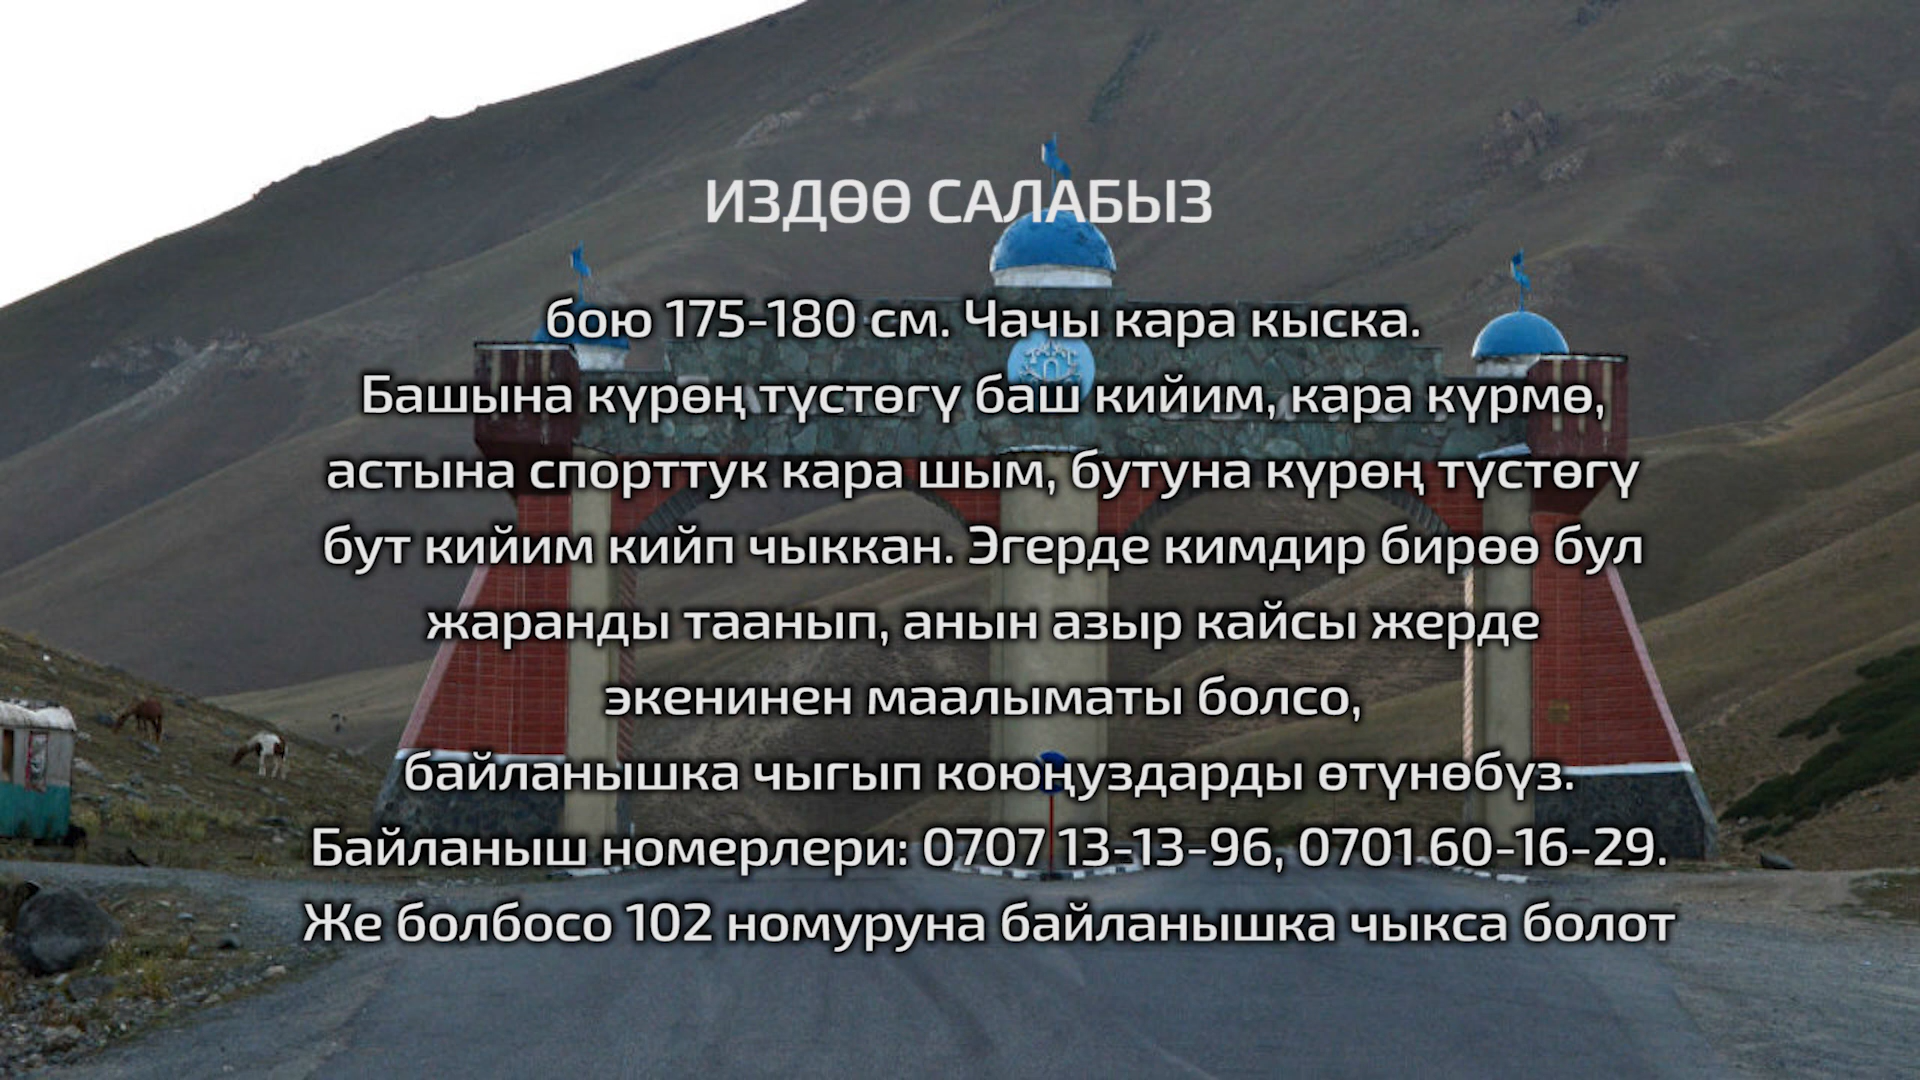 ИЗДӨӨ САЛАБЫЗ
бою 175-180 см. Чачы кара кыска.
Башына күрөң түстөгү баш кийим, кара күрмө,
астына спорттук кара шым, бутуна күрөң түстөгү
бут кийим кийп чыккан. Эгерде кимдир бирөө бул
жаранды таанып, анын азыр кайсы жерде
экенинен маалыматы болсо,
байланышка чыгып коюңуздарды өтүнөбүз.
Байланыш номерлери: 0707 13-13-96, 0701 60-16-29.
Же болбосо 102 номуруна байланышка чыкса болот